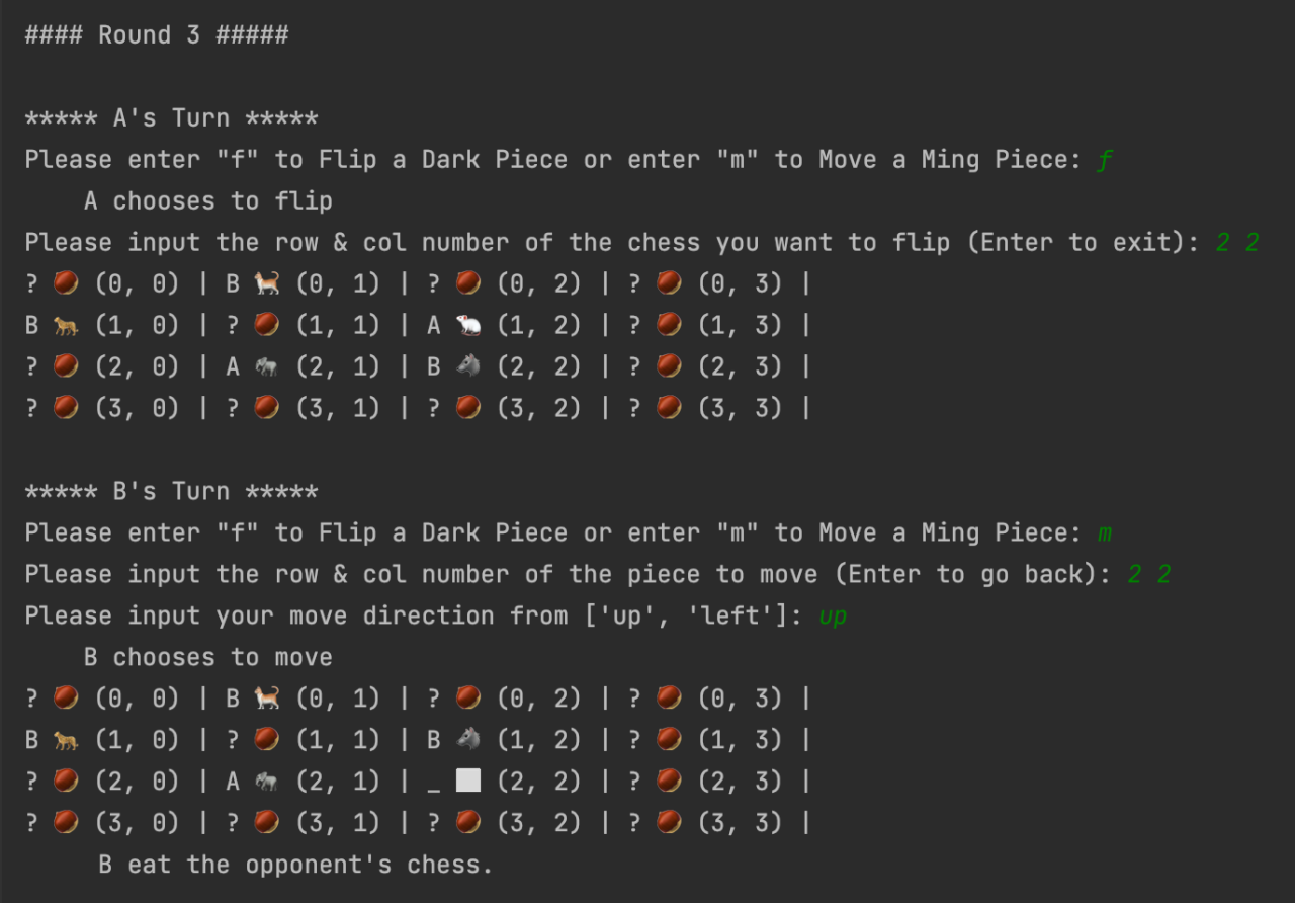 #### Round 3 #####
***** A's Turn *****
Please enter "f" to Flip a Dark Piece or enter "m" to Move a Ming Piece: f
A chooses to flip
Please input the row & col number of the chess you want to flip (Enter to exit): 2 2
? 🌰 (0, 0) | B 🐈 (0, 1) | ? 🌰 (0, 2) | ? 🌰 (0, 3) |
B 🐆 (1, 0) | ? 🌰 (1, 1) | A 🐁 (1, 2) | ? 🌰 (1, 3) |
? 🌰 (2, 0) | A 🐘 (2, 1) | B 🐺 (2, 2) | ? 🌰 (2, 3) |
? 🌰 (3, 0) | ? 🌰 (3, 1) | ? 🌰 (3, 2) | ? 🌰 (3, 3) |
***** B's Turn *****
Please enter "f" to Flip a Dark Piece or enter "m" to Move a Ming Piece: m
Please input the row & col number of the piece to move (Enter to go back): 2 2
Please input your move direction from ['up', 'left']: up
B chooses to move
? 🌰 (0, 0) | B 🐈 (0, 1) | ? 🌰 (0, 2) | ? 🌰 (0, 3) |
B 🐆 (1, 0) | ? 🌰 (1, 1) | B 🐺 (1, 2) | ? 🌰 (1, 3) |
? 🌰 (2, 0) | A 🐘 (2, 1) | _ ⬜ (2, 2) | ? 🌰 (2, 3) |
? 🌰 (3, 0) | ? 🌰 (3, 1) | ? 🌰 (3, 2) | ? 🌰 (3, 3) |
B eat the opponent's chess.